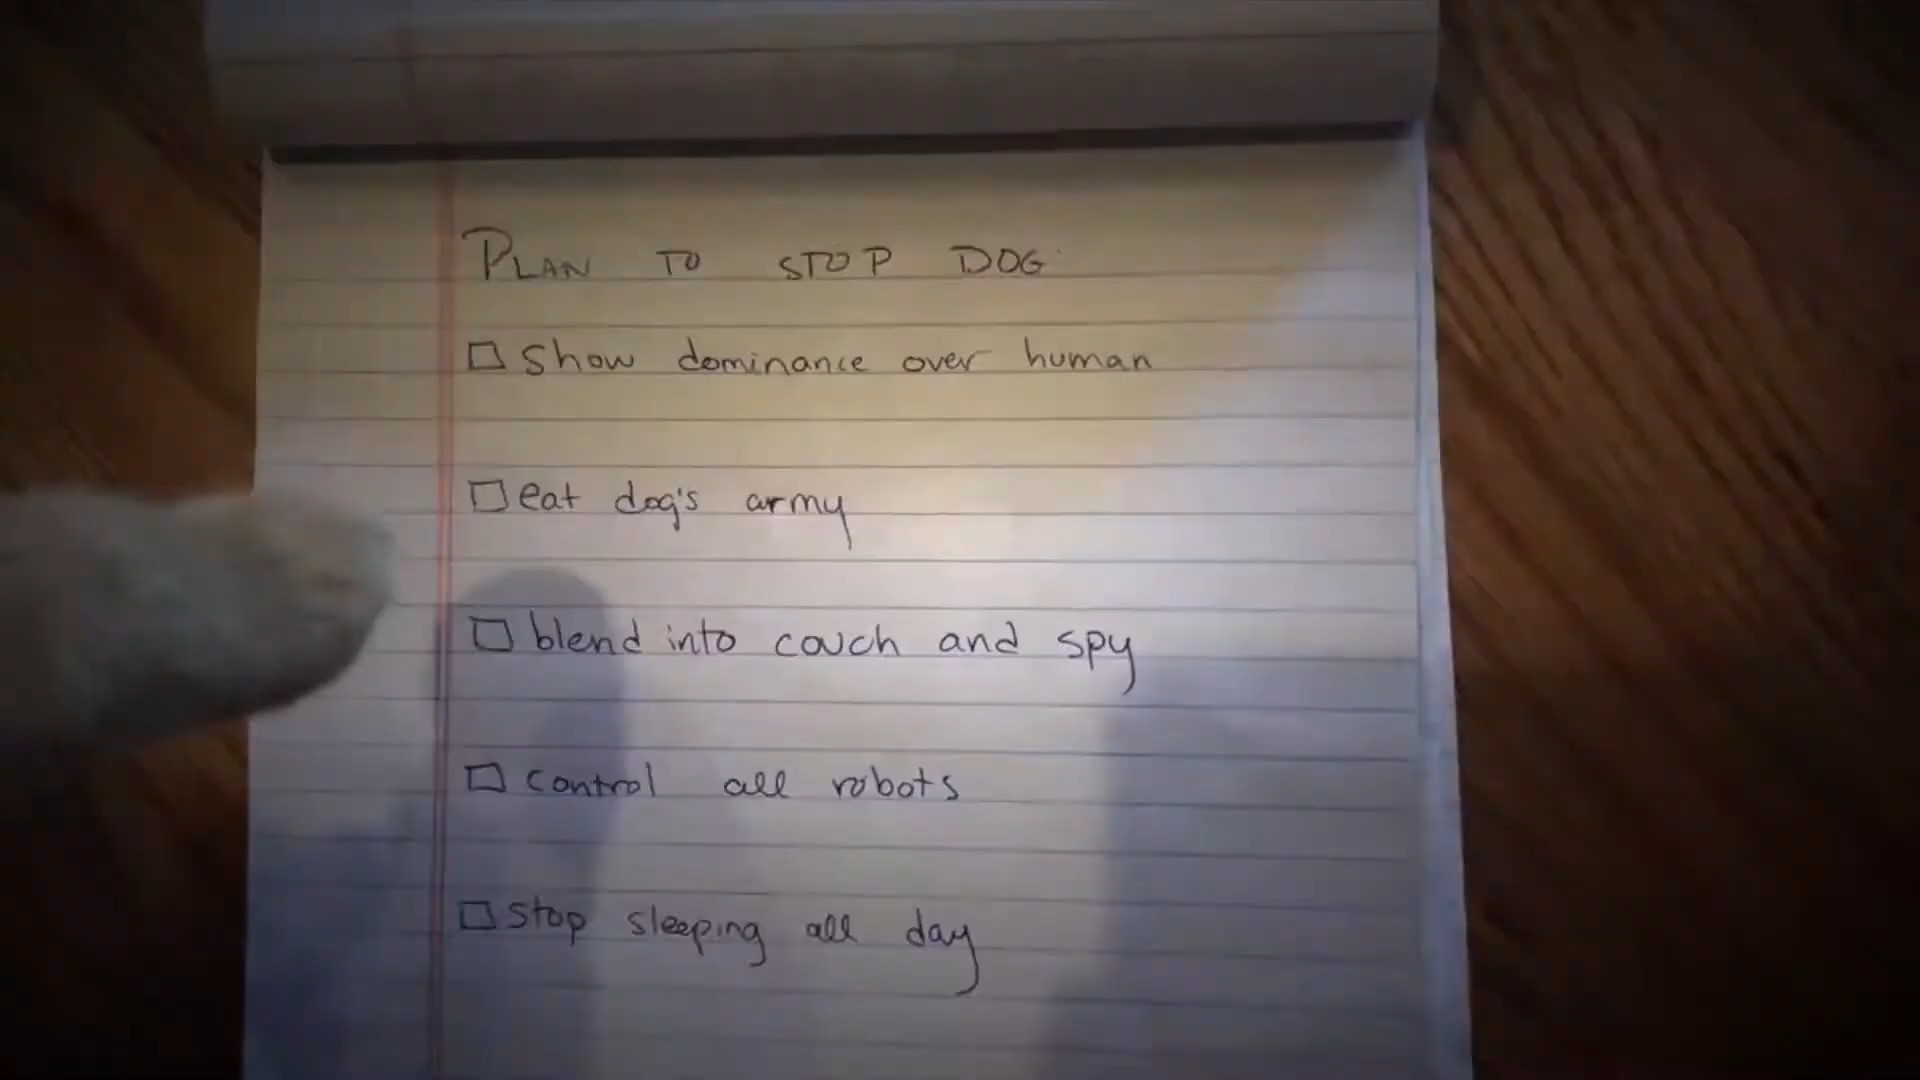 PLAN TO STOP DOG
□ Show dominance over human
□ eat dog's army
□ blend into couch and spy
□ control all robots
□ stop sleeping all day